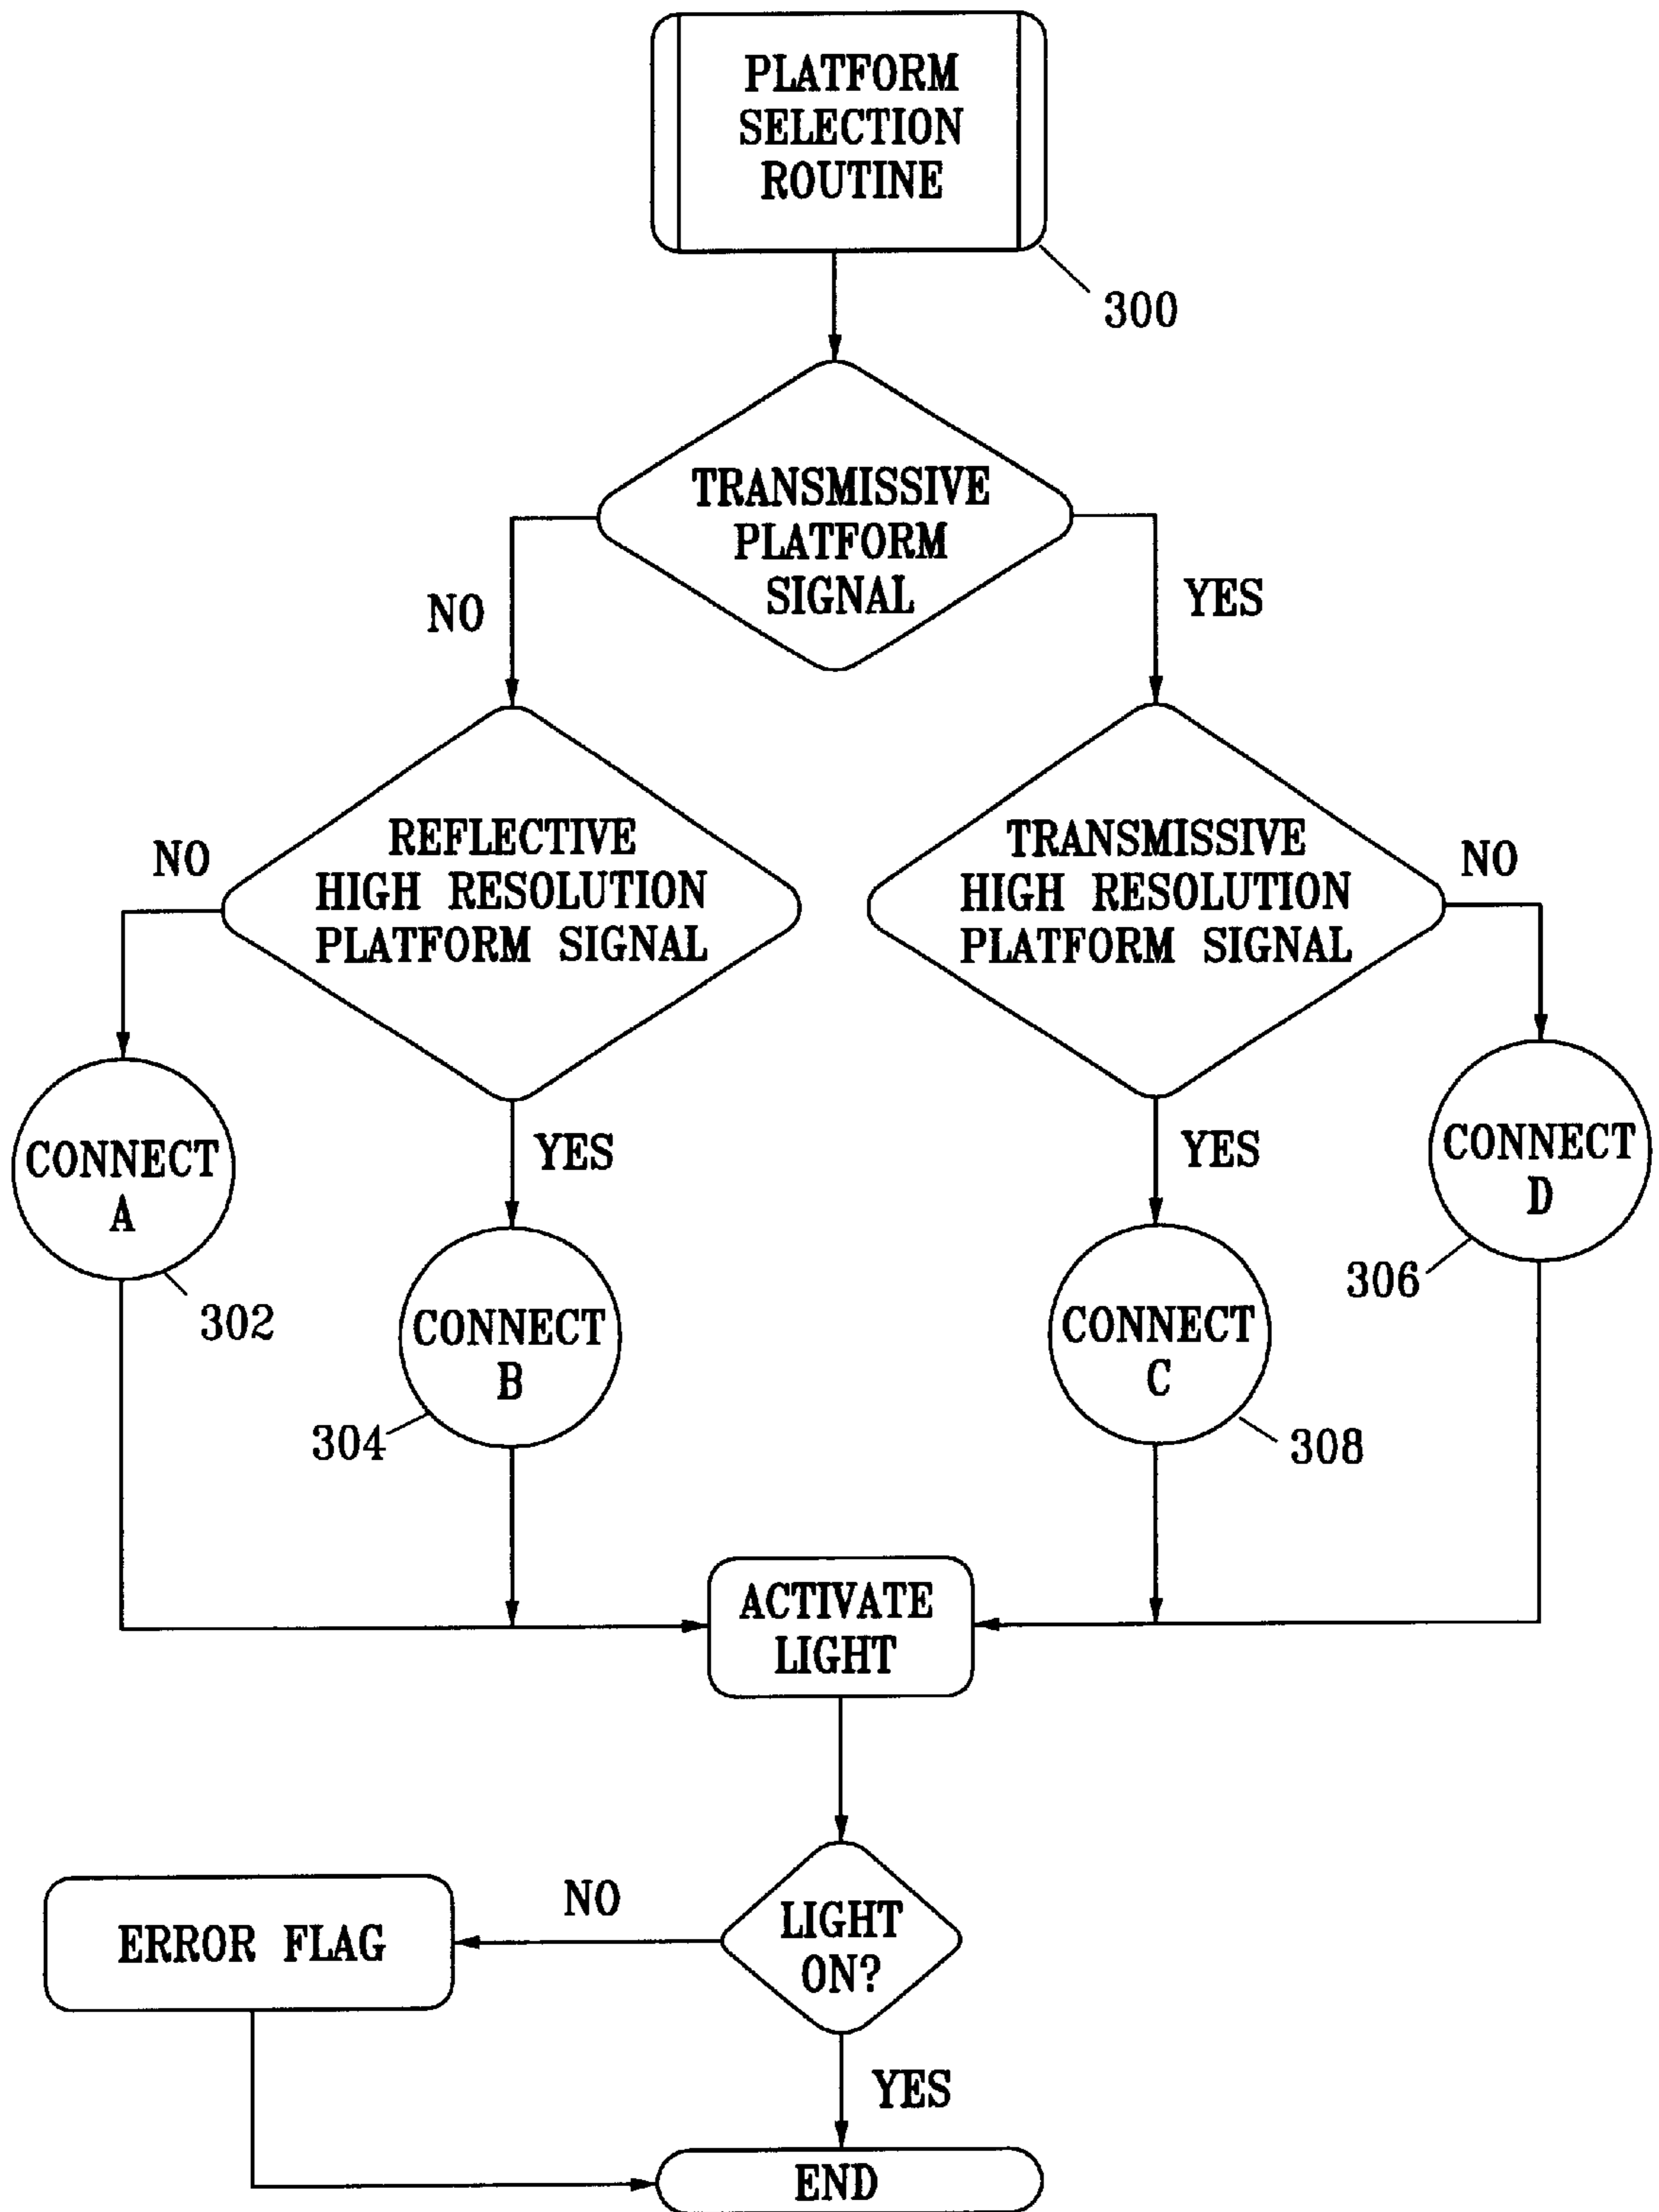 PLATFORM
SELECTION
ROUTINE
300
TRANSMISSIVE
PLATFORM
SIGNAL
NO
YES
REFLECTIVE
HIGH RESOLUTION
PLATFORM SIGNAL
NO
TRANSMISSIVE
HIGH RESOLUTION
PLATFORM SIGNAL
NO
CONNECT
A
302
YES
CONNECT
B
304
YES
CONNECT
C
308
CONNECT
D
306
ACTIVATE
LIGHT
LIGHT
ON?
NO
ERROR FLAG
YES
END